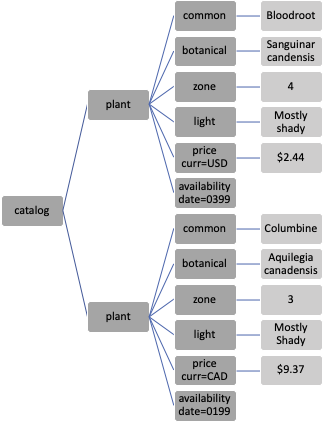 common
Bloodroot
botanical
Sanguinar
candensis
zone
4
light
Mostly
shady
plant
price
curr=USD
$2.44
availability
date=0399
catalog
common
Columbine
botanical
Aquilegia
canadensis
zone
3
plant
light
Mostly
Shady
price
curr=CAD
$9.37
availability
date=0199